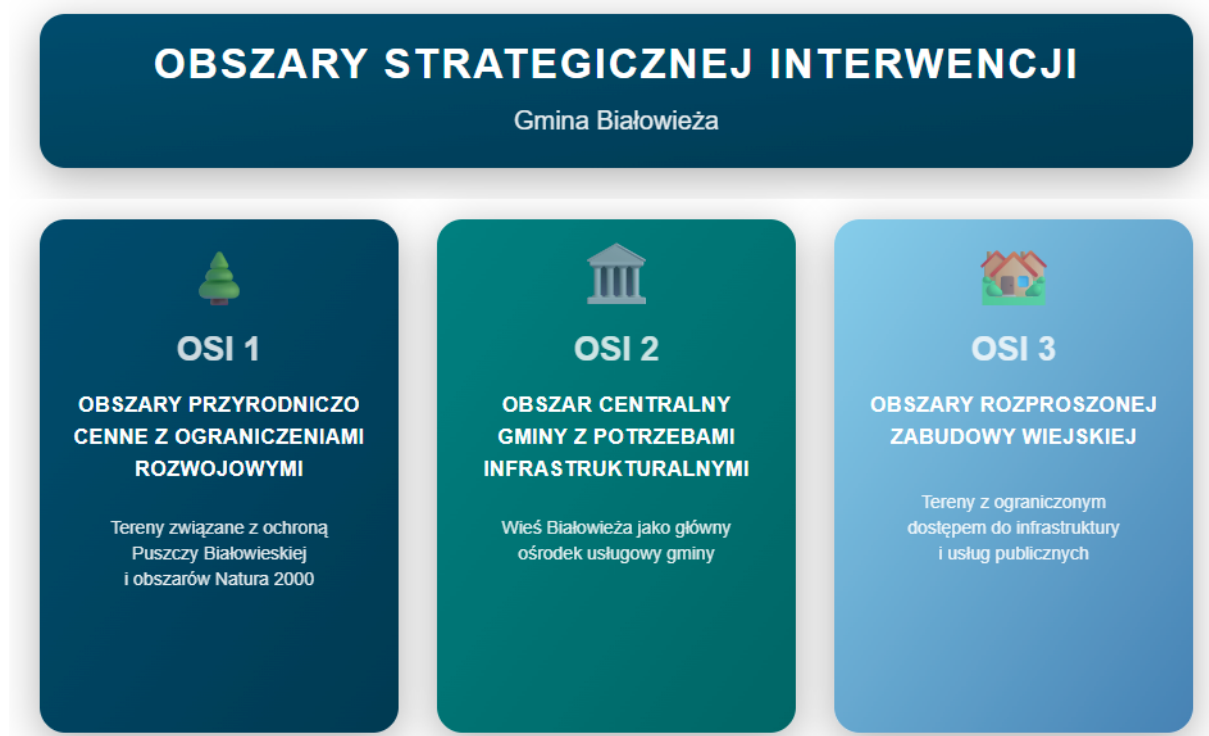 OBSZARY STRATEGICZNEJ INTERWENCJI
Gmina Białowieża
OSI 1
OBSZARY PRZYRODNICZO
CENNE Z OGRANICZENIAMI
ROZWOJOWYMI
Tereny związane z ochroną
Puszczy Białowieskiej
i obszarów Natura 2000
OSI 2
OBSZAR CENTRALNY
GMINY Z POTRZEBAMI
INFRASTRUKTURALNYMI
Wieś Białowieża jako główny
ośrodek usługowy gminy
OSI 3
OBSZARY ROZPROSZONEJ
ZABUDOWY WIEJSKIEJ
Tereny z ograniczonym
dostępem do infrastruktury
i usług publicznych